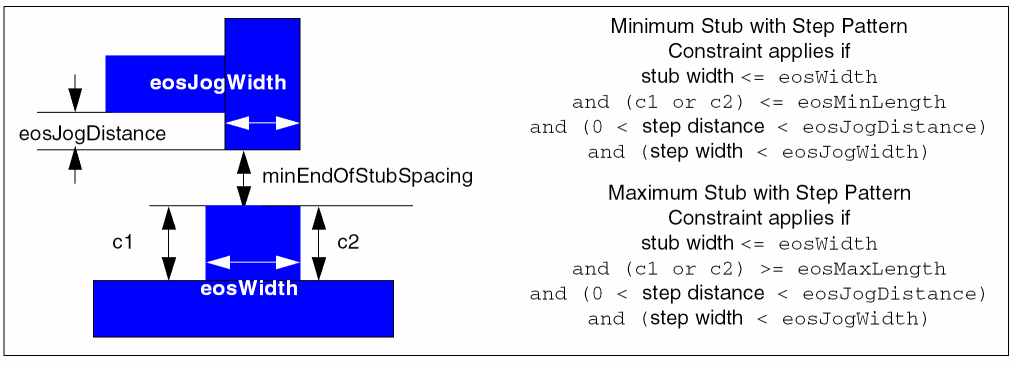 eosJogWidth
eosJogDistance
minEndOfStubSpacing
c1
c2
eosWidth
Minimum Stub with Step Pattern
Constraint applies if
stub width <= eosWidth
and (c1 or c2) <= eosMinLength
and (0 < step distance < eosJogDistance)
and (step width < eosJogWidth)
Maximum Stub with Step Pattern
Constraint applies if
stub width <= eosWidth
and (c1 or c2) >= eosMaxLength
and (0 < step distance < eosJogDistance)
and (step width < eosJogWidth)